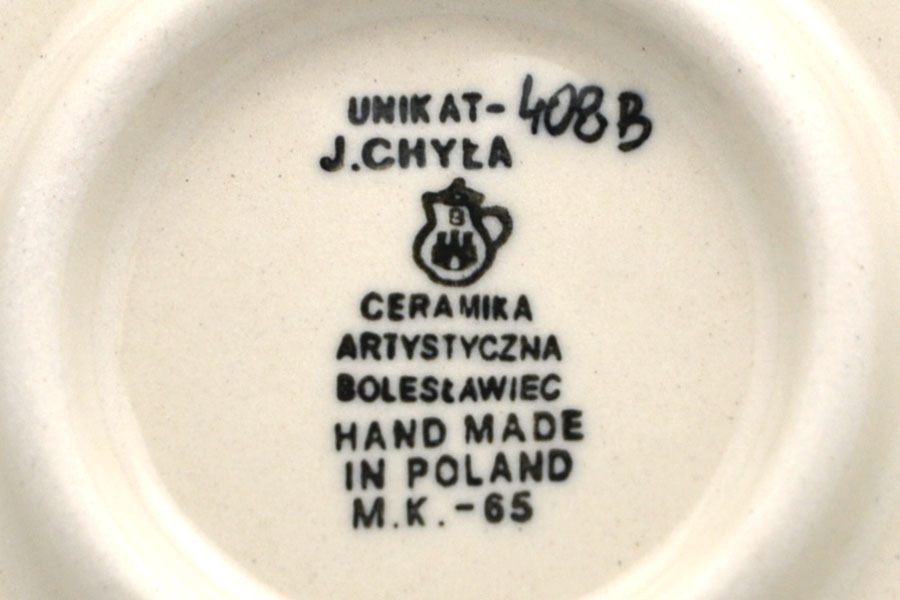 UNIKAT-408B
J.CHYŁA
B
CERAMIKA
ARTYSTYCZNA
BOLESŁAWIEC
HAND MADE
IN POLAND
M.K.-65